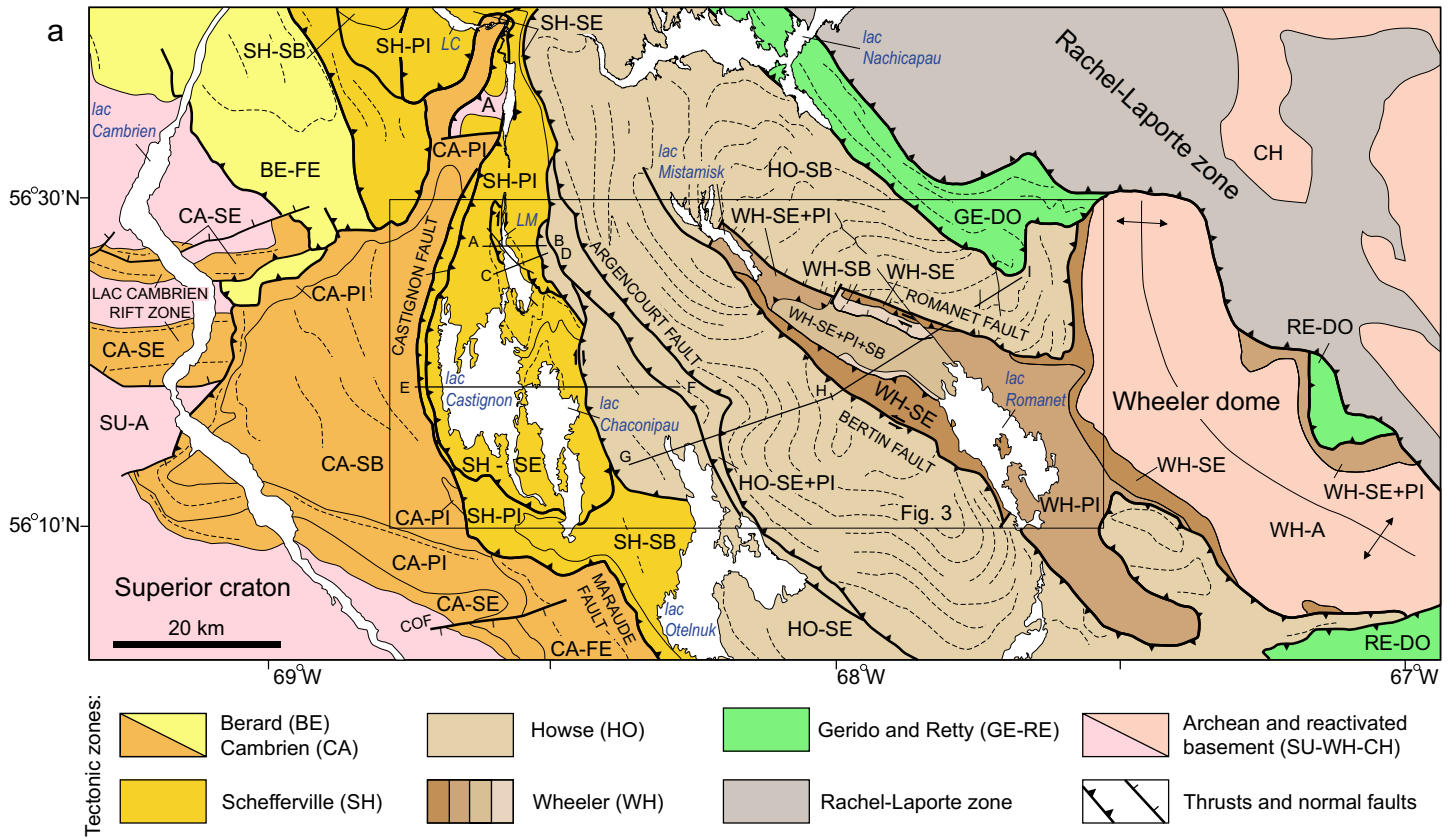 a
SH-SB
SH-PI
LC
SH-SE
lac
Nachicapau
Rachel-Laporte zone
lac
Cambrien
A
CH
BE-FE
CA-PI
lac
Mistamisk
HO-SB
56°30'N
SH-PI
CA-SE
WH-SE+PI
GE-DO
LM
A
B
C
D
CASTIGNON FAULT
ARGENCOURT FAULT
WH-SB
WH-SE
ROMANET FAULT
LAC CAMBRIEN
RIFT ZONE
CA-PI
WH-SE+PI+SB
RE-DO
CA-SE
E
F
lac
Castignon
H
lac
Romanet
Wheeler dome
SU-A
lac
Chaconipau
WH-SE
BERTIN FAULT
CA-SB
G
SH - SE
HO-SE+PI
WH-SE
WH-SE+PI
56°10'N
CA-PI
SH-PI
Fig. 3
WH-PI
WH-A
SH-SB
CA-PI
Superior craton
CA-SE
MARAUDE
FAULT
20 km
COF
lac
Otelnuk
HO-SE
CA-FE
RE-DO
69°W
68°W
67°W
Tectonic zones:
Berard (BE)
Cambrien (CA)
Howse (HO)
Gerido and Retty (GE-RE)
Archean and reactivated
basement (SU-WH-CH)
Schefferville (SH)
Wheeler (WH)
Rachel-Laporte zone
Thrusts and normal faults